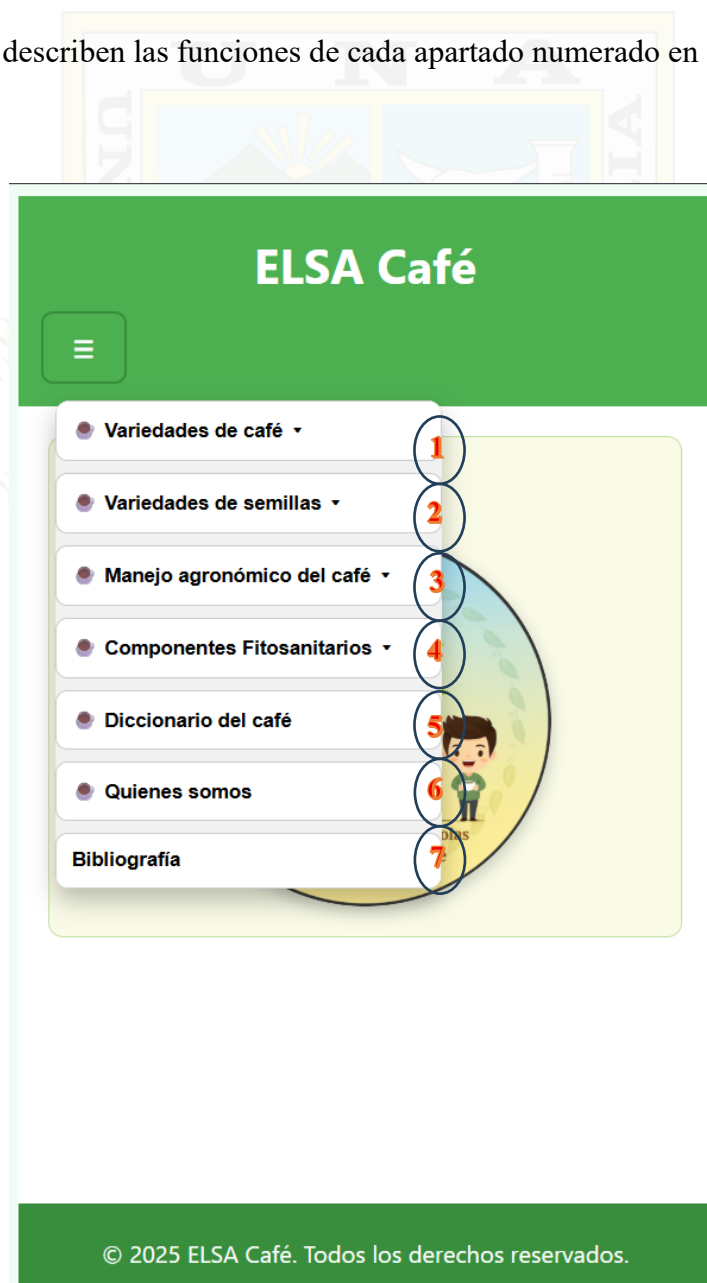 describen las funciones de cada apartado numerado en
U N A
ELSA Café
☰
Variedades de café ▾
1
Variedades de semillas ▾
2
Manejo agronómico del café ▾
3
Componentes Fitosanitarios ▾
4
Diccionario del café
5
Quienes somos
6
Bibliografía
7
© 2025 ELSA Café. Todos los derechos reservados.